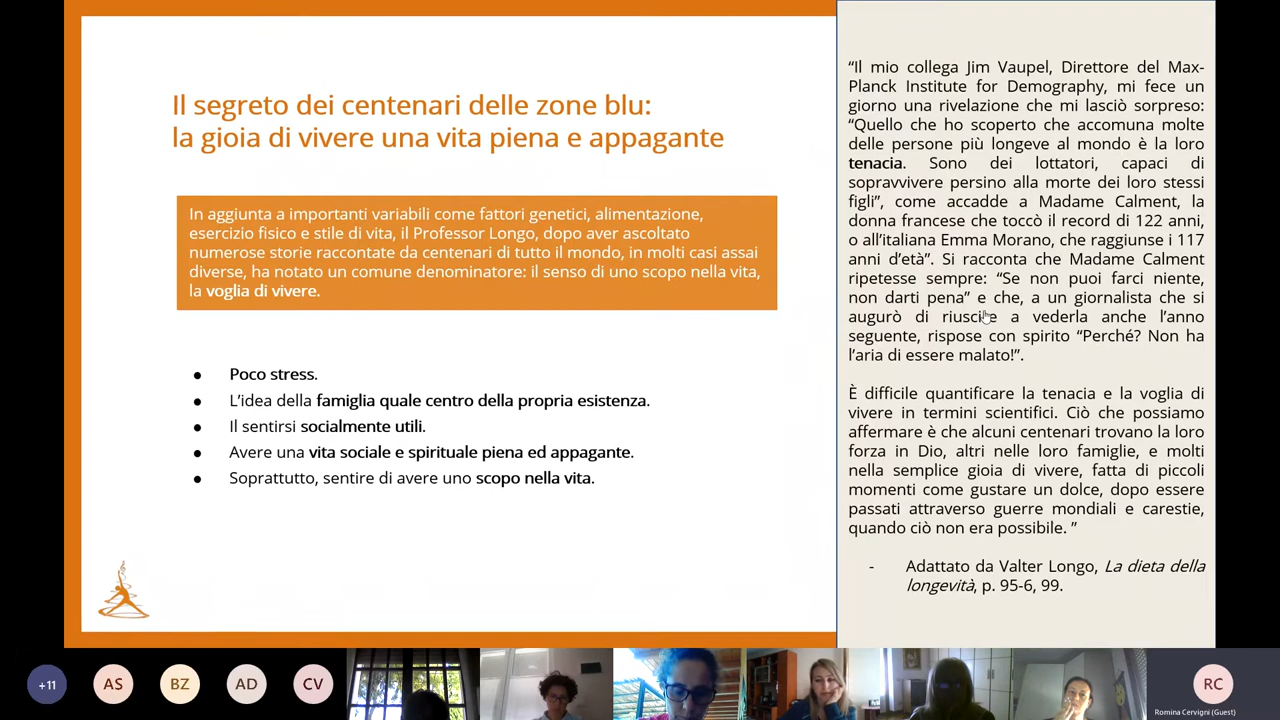 Il segreto dei centenari delle zone blu:
la gioia di vivere una vita piena e appagante
In aggiunta a importanti variabili come fattori genetici, alimentazione,
esercizio fisico e stile di vita, il Professor Longo, dopo aver ascoltato
numerose storie raccontate da centenari di tutto il mondo, in molti casi assai
diverse, ha notato un comune denominatore: il senso di uno scopo nella vita,
la voglia di vivere.
● Poco stress.
● L’idea della famiglia quale centro della propria esistenza.
● Il sentirsi socialmente utili.
● Avere una vita sociale e spirituale piena ed appagante.
● Soprattutto, sentire di avere uno scopo nella vita.
“Il mio collega Jim Vaupel, Direttore del Max-
Planck Institute for Demography, mi fece un
giorno una rivelazione che mi lasciò sorpreso:
“Quello che ho scoperto che accomuna molte
delle persone più longeve al mondo è la loro
tenacia. Sono dei lottatori, capaci di
sopravvivere persino alla morte dei loro stessi
figli”, come accadde a Madame Calment, la
donna francese che toccò il record di 122 anni,
o all’italiana Emma Morano, che raggiunse i 117
anni d’età”. Si racconta che Madame Calment
ripetesse sempre: “Se non puoi farci niente,
non darti pena” e che, a un giornalista che si
augurò di riuscire a vederla anche l’anno
seguente, rispose con spirito “Perché? Non ha
l’aria di essere malato!”.
È difficile quantificare la tenacia e la voglia di
vivere in termini scientifici. Ciò che possiamo
affermare è che alcuni centenari trovano la loro
forza in Dio, altri nelle loro famiglie, e molti
nella semplice gioia di vivere, fatta di piccoli
momenti come gustare un dolce, dopo essere
passati attraverso guerre mondiali e carestie,
quando ciò non era possibile. ”
- Adattato da Valter Longo, La dieta della
longevità, p. 95-6, 99.
+11
AS
BZ
AD
CV
RC
Romina Cervigni (Guest)